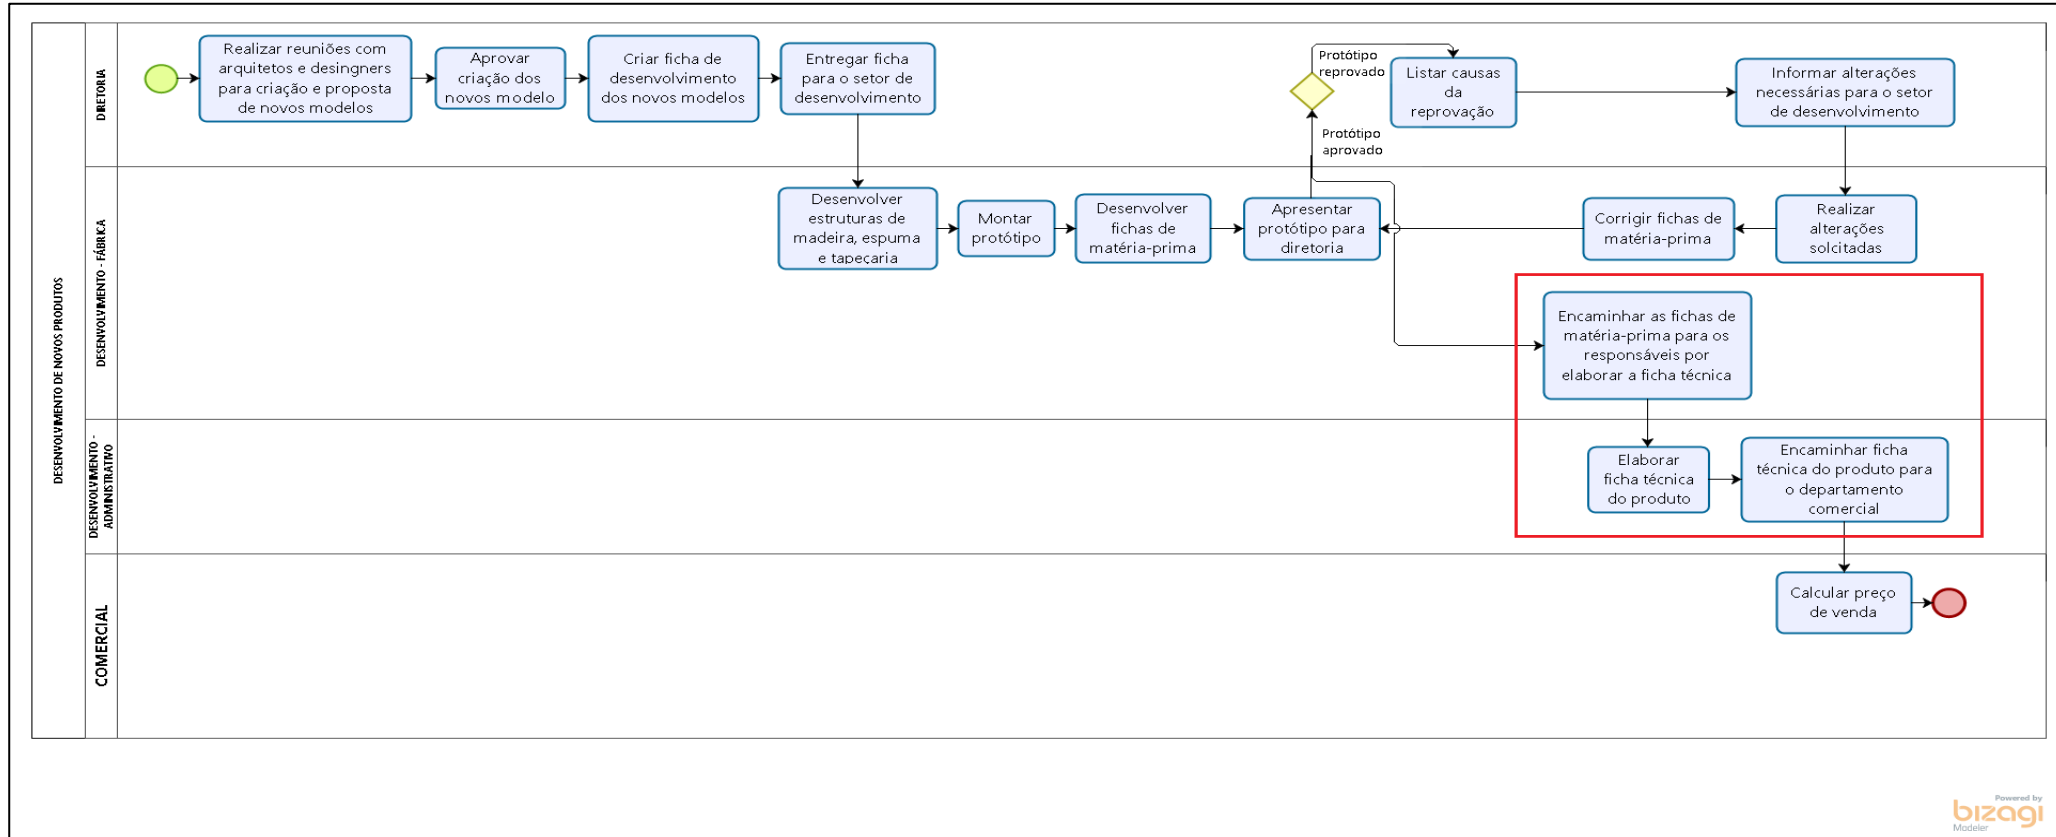 DESENVOLVIMENTO DE NOVOS PRODUTOS
DIRETORIA
Realizar reuniões com
arquitetos e desingners
para criação e proposta
de novos modelos
Aprovar
criação dos
novos modelo
Criar ficha de
desenvolvimento
dos novos modelos
Entregar ficha
para o setor de
desenvolvimento
Protótipo
reprovado
Protótipo
aprovado
Listar causas
da
reprovação
Informar alterações
necessárias para o setor
de desenvolvimento
DESENVOLVIMENTO - FÁBRICA
Desenvolver
estruturas de
madeira, espuma
e tapeçaria
Montar
protótipo
Desenvolver
fichas de
matéria-prima
Apresentar
protótipo para
diretoria
Corrigir fichas de
matéria-prima
Realizar
alterações
solcitadas
Encaminhar as fichas de
matéria-prima para os
responsáveis por
elaborar a ficha técnica
DESENVOLVIMENTO -
ADMINISTRATIVO
Elaborar
ficha técnica
do produto
Encaminhar ficha
técnica do produto para
o departamento
comercial
COMERCIAL
Calcular preço
de venda
Powered by
bizagi
Modeler